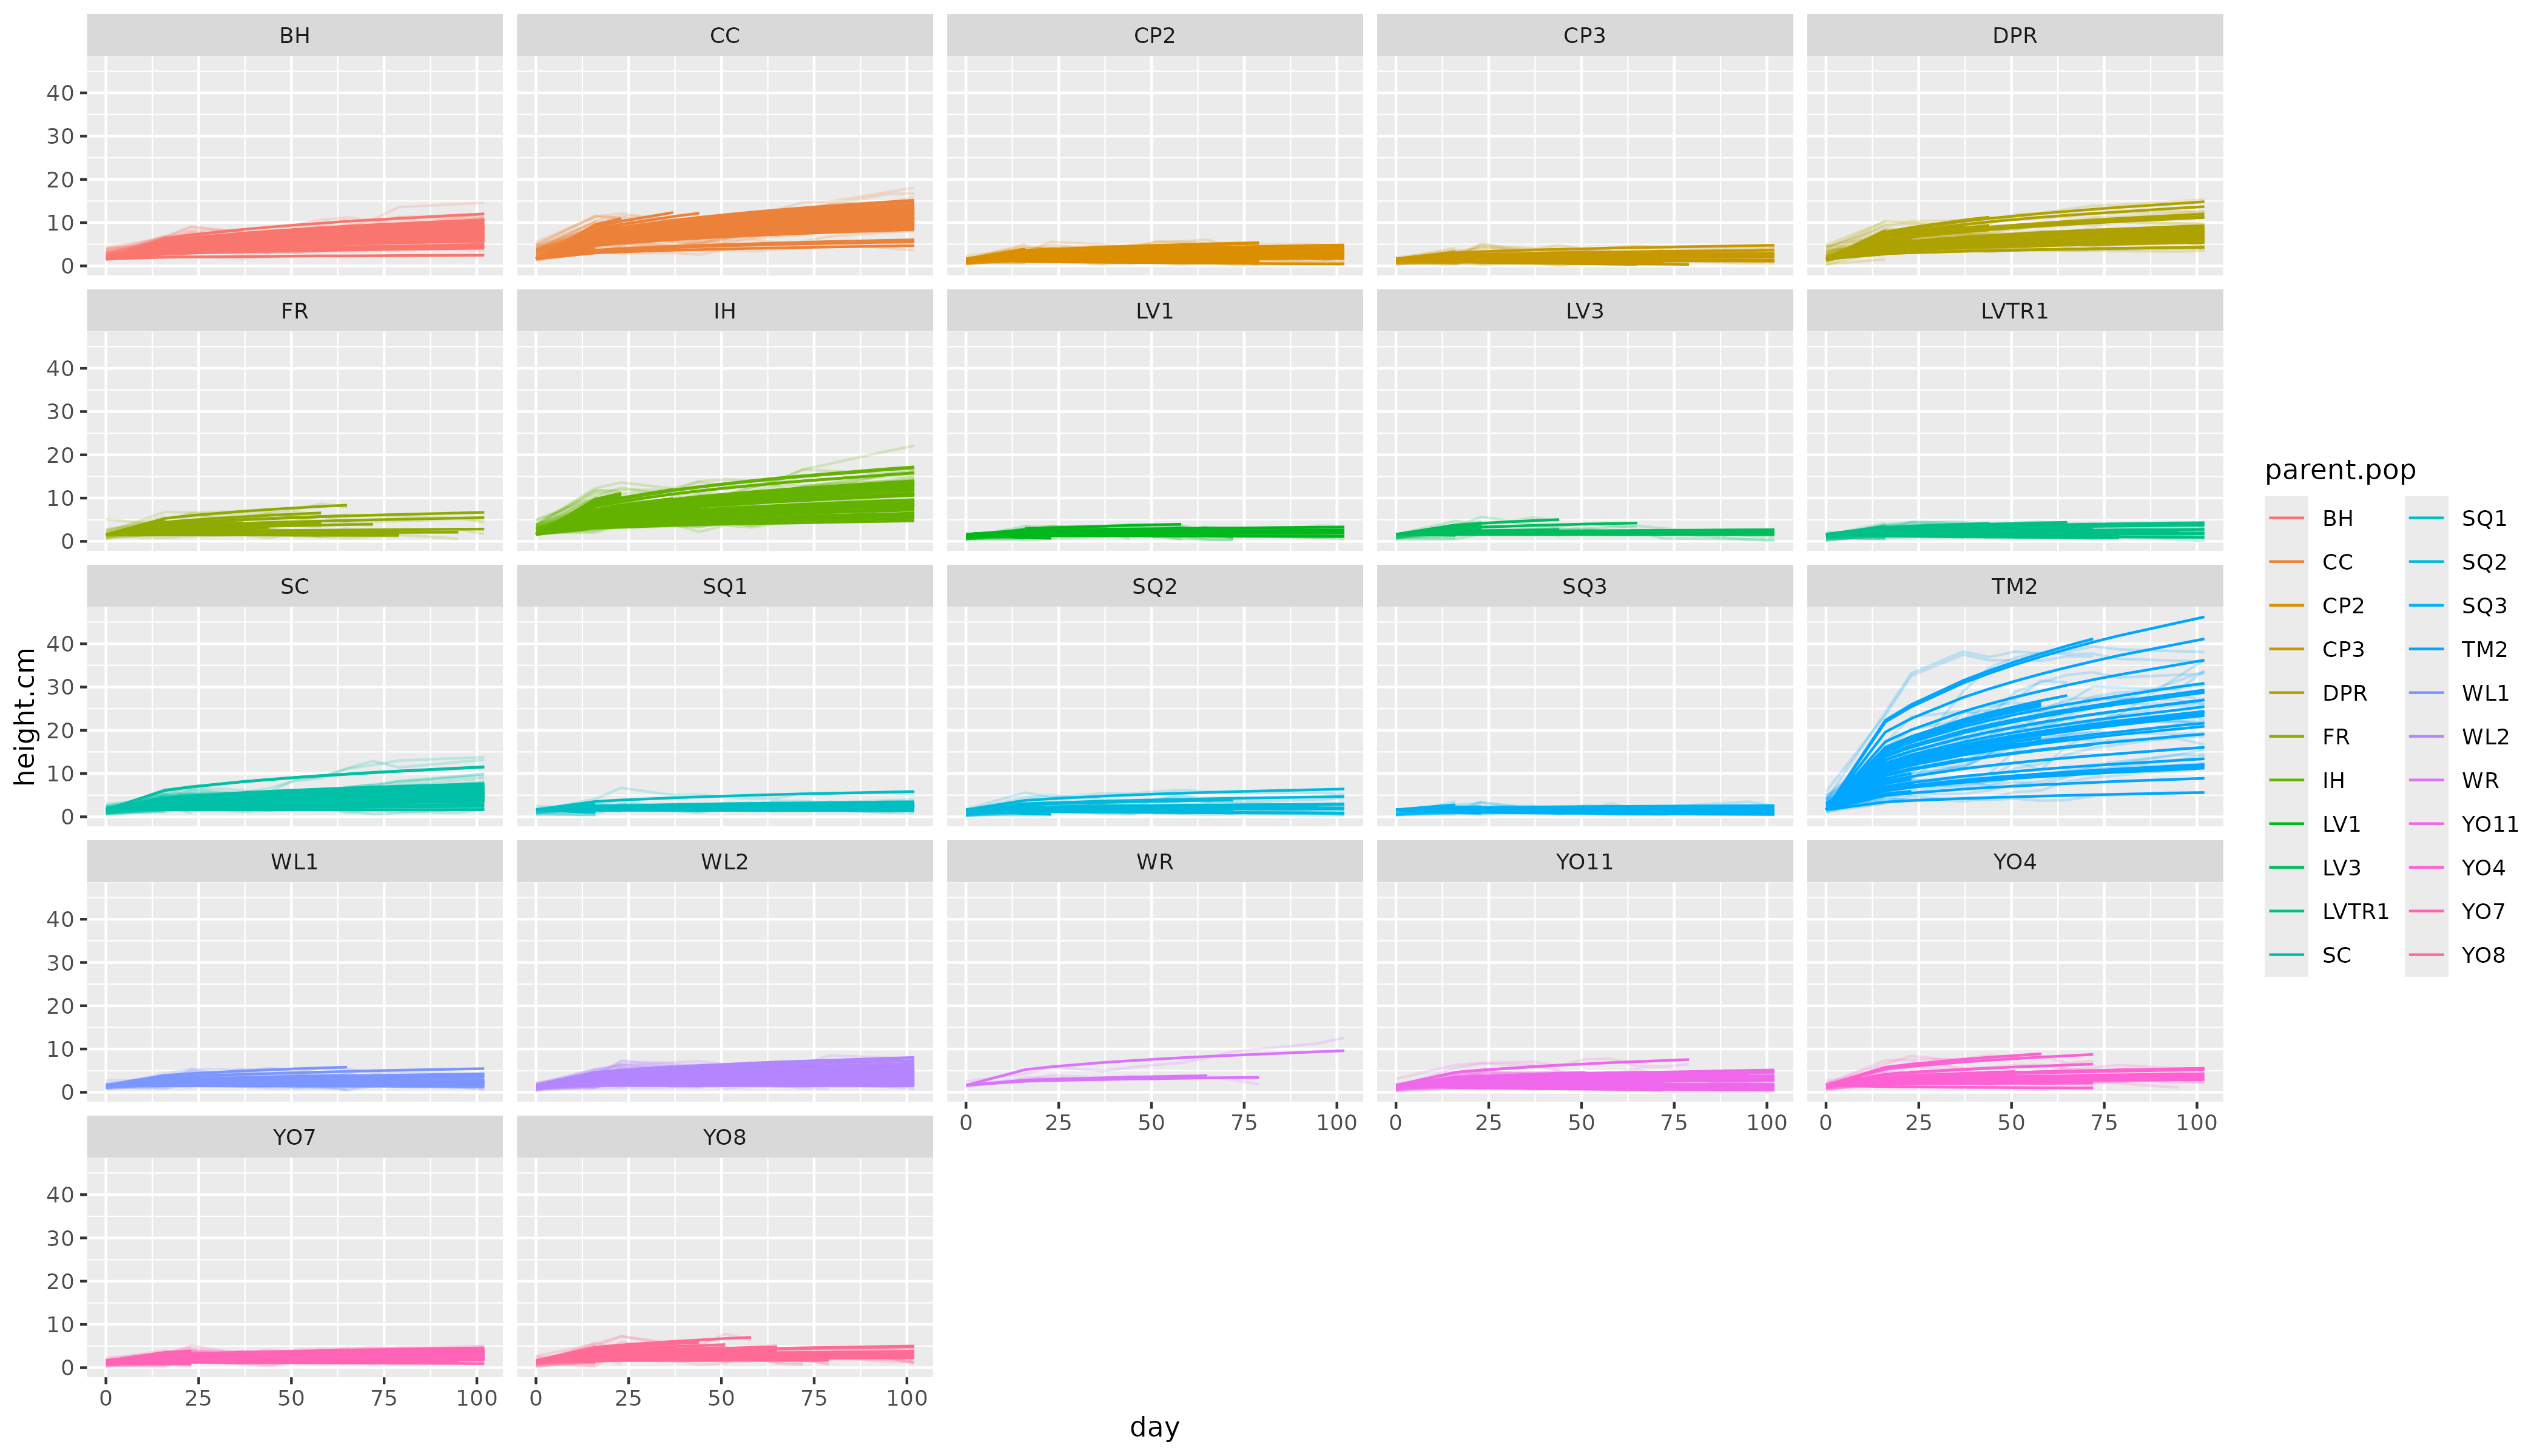 BH CC CP2 CP3 DPR
40
30
20
10
0
FR IH LV1 LV3 LVTR1
40
30
20
10
0
SC SQ1 SQ2 SQ3 TM2
40
30
20
10
0
WL1 WL2 WR YO11 YO4
40
30
20
10
0
0 25 50 75 100 0 25 50 75 100 0 25 50 75 100
YO7 YO8
40
30
20
10
0
0 25 50 75 100 0 25 50 75 100
day
height.cm
parent.pop
BH SQ1
CC SQ2
CP2 SQ3
CP3 TM2
DPR WL1
FR WL2
IH WR
LV1 YO11
LV3 YO4
LVTR1 YO7
SC YO8